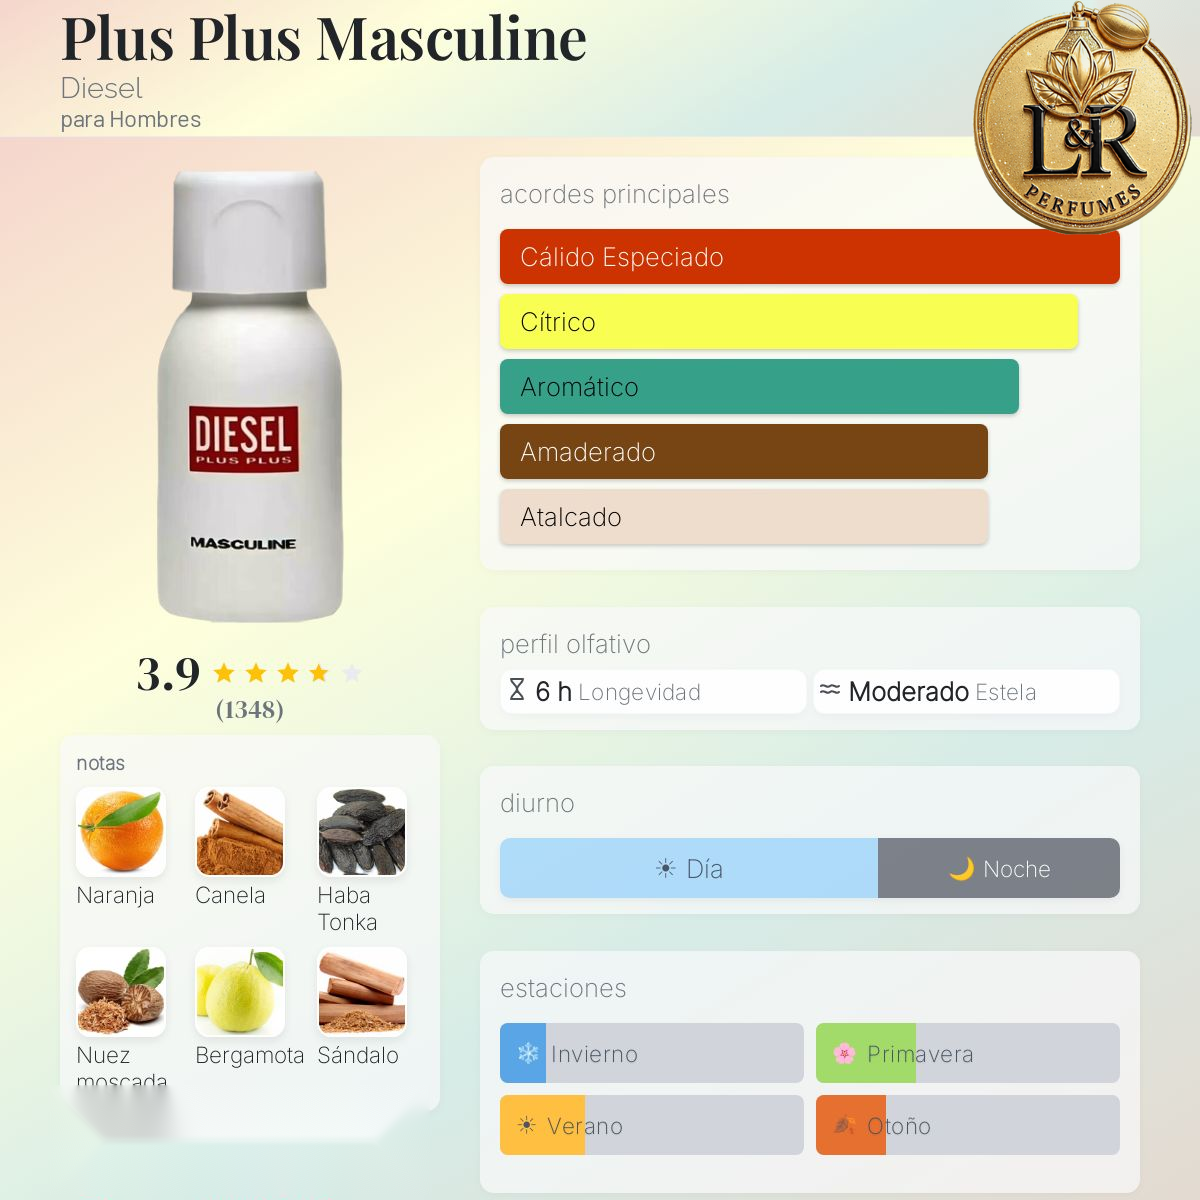 Plus Plus Masculine
Diesel
para Hombres
L&R
PERFUMES
DIESEL
PLUS PLUS
MASCULINE
3.9
(1348)
notas
Naranja
Canela
Haba
Tonka
Nuez
moscada
Bergamota
Sándalo
acordes principales
Cálido Especiado
Cítrico
Aromático
Amaderado
Atalcado
perfil olfativo
6 h Longevidad
Moderado Estela
diurno
Día
Noche
estaciones
Invierno
Primavera
Verano
Otoño